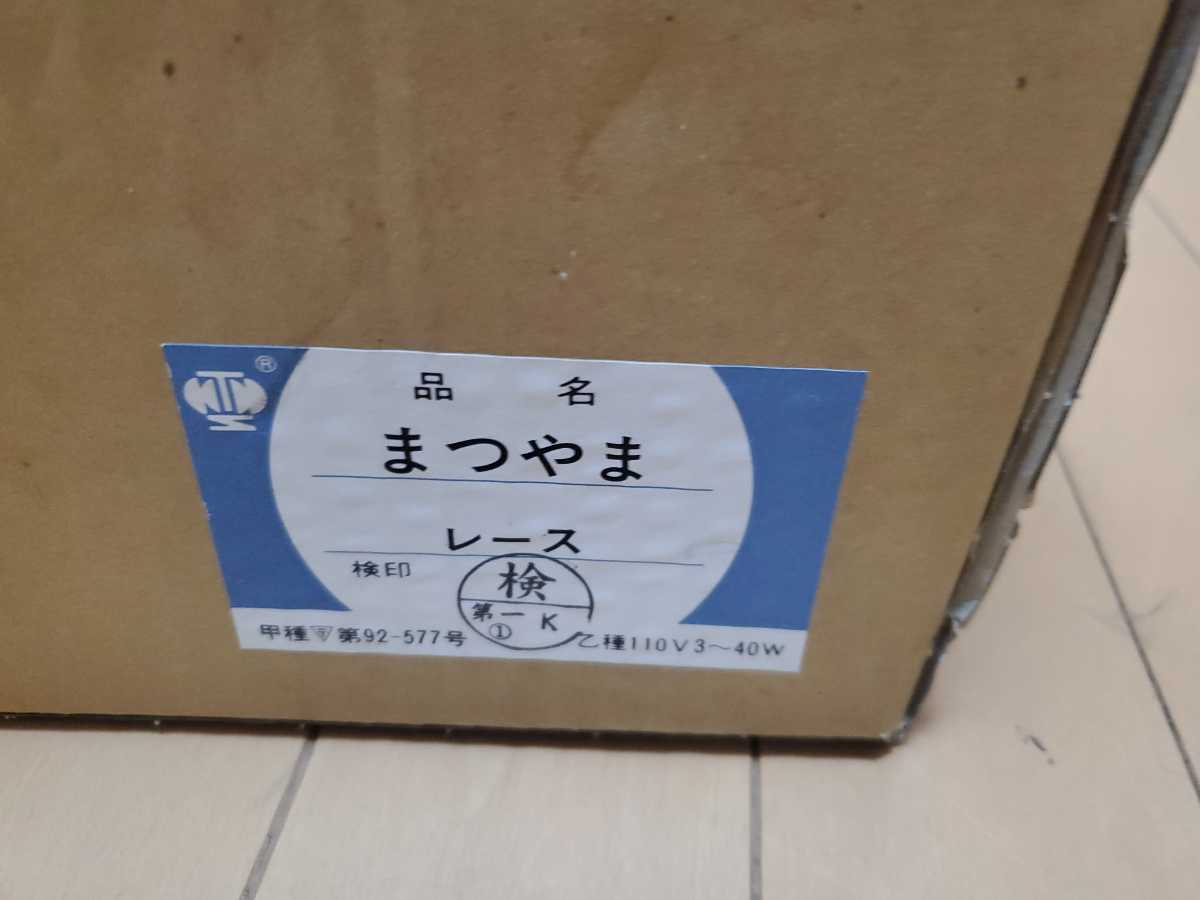 ®
品 名
まつやま
レース
検印
検
第一 K
①
甲種〒第92-577号 乙種110V3〜40W